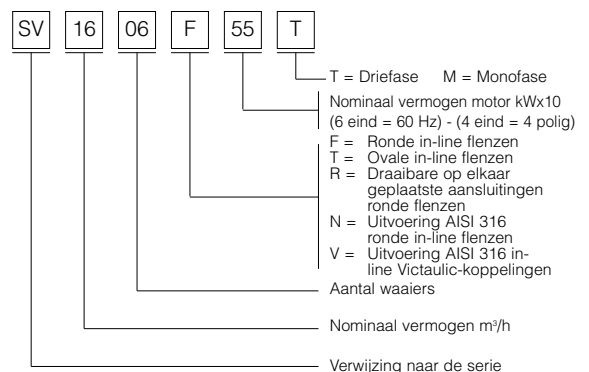 SV 16 06 F 55 T
T = Driefase M = Monofase
Nominaal vermogen motor kWx10
(6 eind = 60 Hz) - (4 eind = 4 polig)
F = Ronde in-line flenzen
T = Ovale in-line flenzen
R = Draaibare op elkaar
geplaatste aansluitingen
ronde flenzen
N = Uitvoering AISI 316
ronde in-line flenzen
V = Uitvoering AISI 316 in-
line Victaulic-koppelingen
Aantal waaiers
Nominaal vermogen m³/h
Verwijzing naar de serie